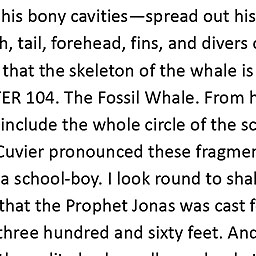 his bony cavities—spread out his
h, tail, forehead, fins, and divers
that the skeleton of the whale is
TER 104. The Fossil Whale. From h
include the whole circle of the sc
Cuvier pronounced these fragmen
a school-boy. I look round to shal
that the Prophet Jonas was cast f
three hundred and sixty feet. And